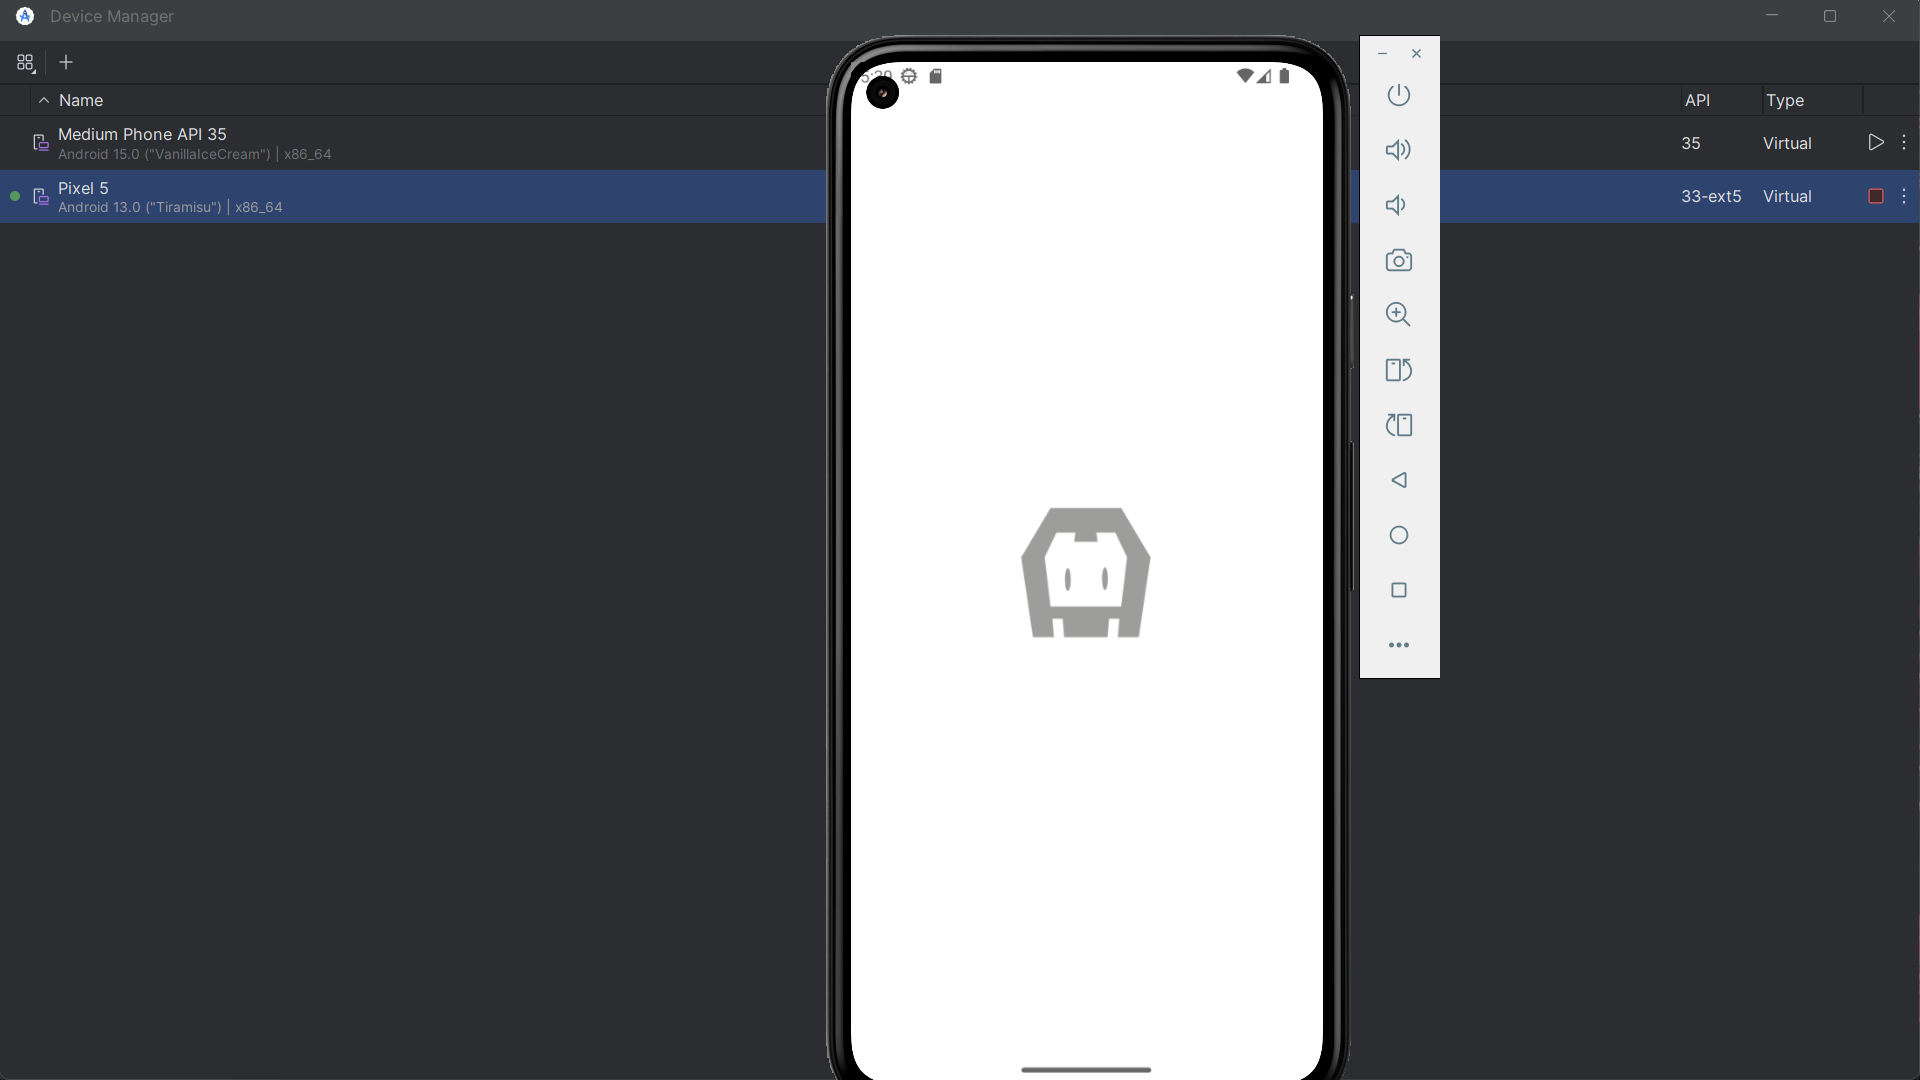 Device Manager
Name
API
Type
Medium Phone API 35
Android 15.0 ("VanillaIceCream") | x86_64
35
Virtual
Pixel 5
Android 13.0 ("Tiramisu") | x86_64
33-ext5
Virtual